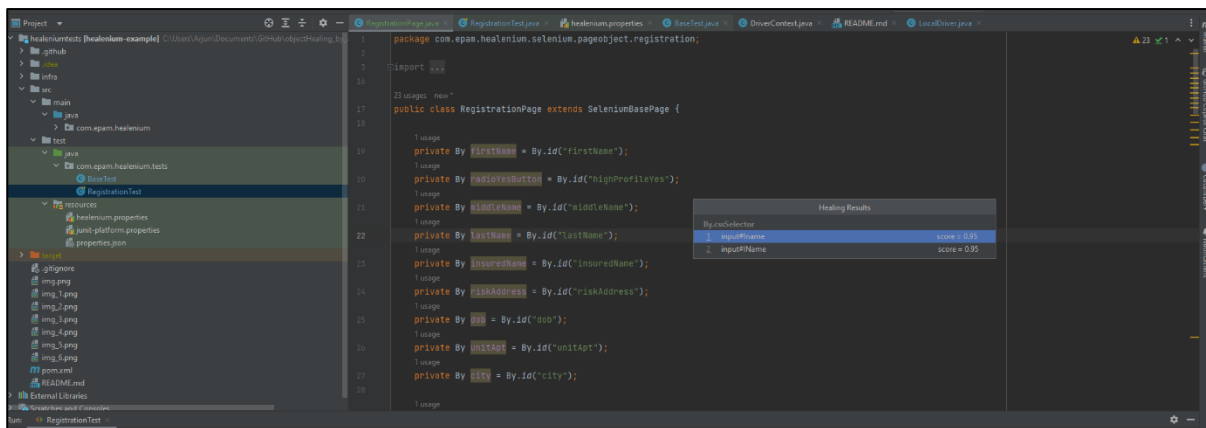 Project
RegistrationPage.java
RegistrationTest.java
healenium.properties
BaseTest.java
DriverContext.java
README.md
LocalDriver.java
healeniumtests [healenium-example] C:\Users\Arjun\Documents\GitHub\objectHealing_by
.github
.idea
infra
src
main
java
com.epam.healenium
test
java
com.epam.healenium.tests
BaseTest
RegistrationTest
resources
healenium.properties
junit-platform.properties
properties.json
target
.gitignore
img.png
img_1.png
img_2.png
img_3.png
img_4.png
img_5.png
img_6.png
pom.xml
README.md
External Libraries
Scratches and Consoles
1 package com.epam.healenium.selenium.pageobject.registration;
2
3 import ...
16
23 usages new *
17 public class RegistrationPage extends SeleniumBasePage {
18
1 usage
19 private By firstName = By.id("firstName");
1 usage
20 private By radioYesButton = By.id("highProfileYes");
1 usage
21 private By middleName = By.id("middleName");
1 usage
22 private By lastName = By.id("lastName");
1 usage
23 private By insuredName = By.id("insuredName");
1 usage
24 private By riskAddress = By.id("riskAddress");
1 usage
25 private By dob = By.id("dob");
1 usage
26 private By unitApt = By.id("unitApt");
1 usage
27 private By city = By.id("city");
28
1 usage
23 1
Healing Results
By.cssSelector
1 input#lname score = 0.95
2 input#lName score = 0.95
Run: RegistrationTest